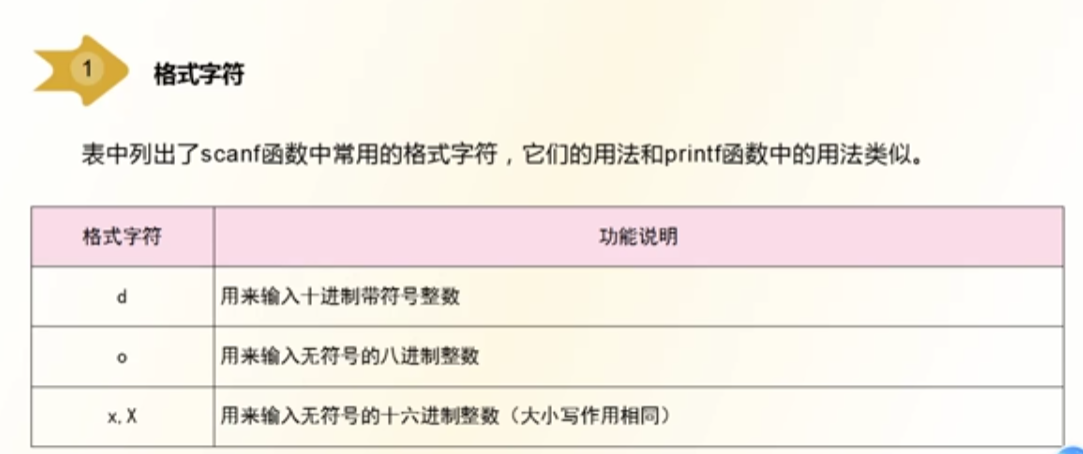 1 格式字符
表中列出了scanf函数中常用的格式字符，它们的用法和printf函数中的用法类似。
格式字符 功能说明
d 用来输入十进制带符号整数
o 用来输入无符号的八进制整数
x,X 用来输入无符号的十六进制整数（大小写作用相同）